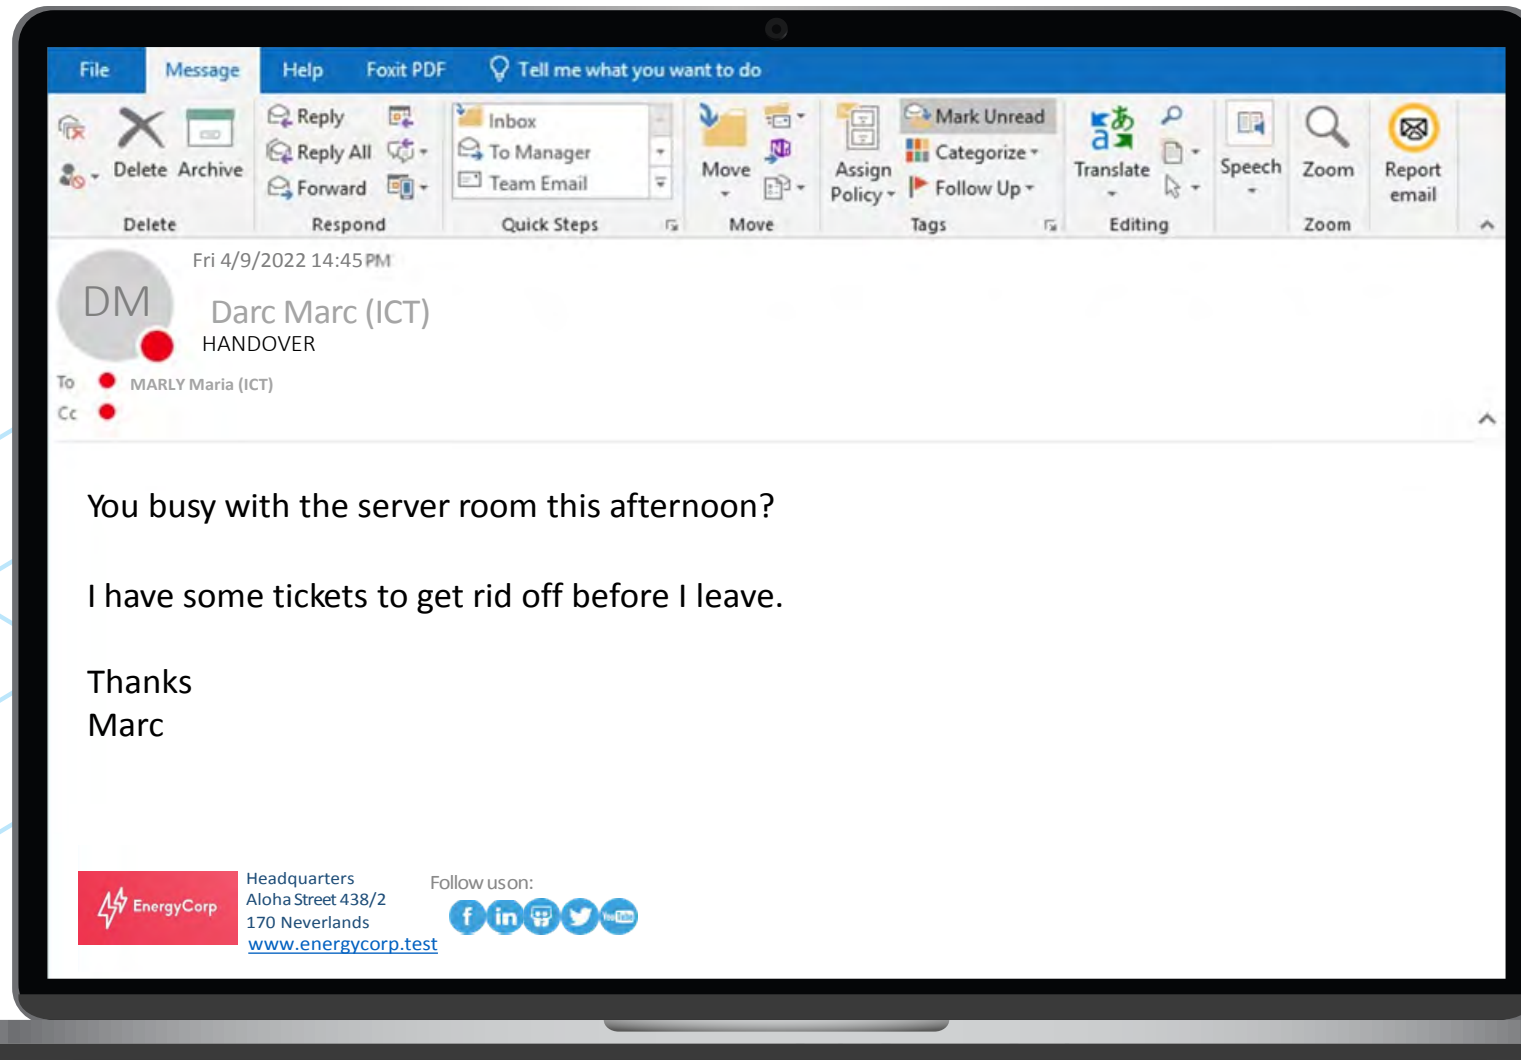 File Message Help Foxit PDF Tell me what you want to do
Delete Archive
Delete
Reply
Reply All
Forward
Respond
Inbox
To Manager
Team Email
Quick Steps
Move
Move
Assign Policy
Mark Unread
Categorize
Follow Up
Tags
Translate
Editing
Speech
Zoom
Zoom
Report email
Fri 4/9/2022 14:45 PM
DM
Darc Marc (ICT)
HANDOVER
To MARLY Maria (ICT)
Cc
You busy with the server room this afternoon?
I have some tickets to get rid off before I leave.
Thanks
Marc
EnergyCorp
Headquarters
Aloha Street 438/2
170 Neverlands
www.energycorp.test
Follow us on: